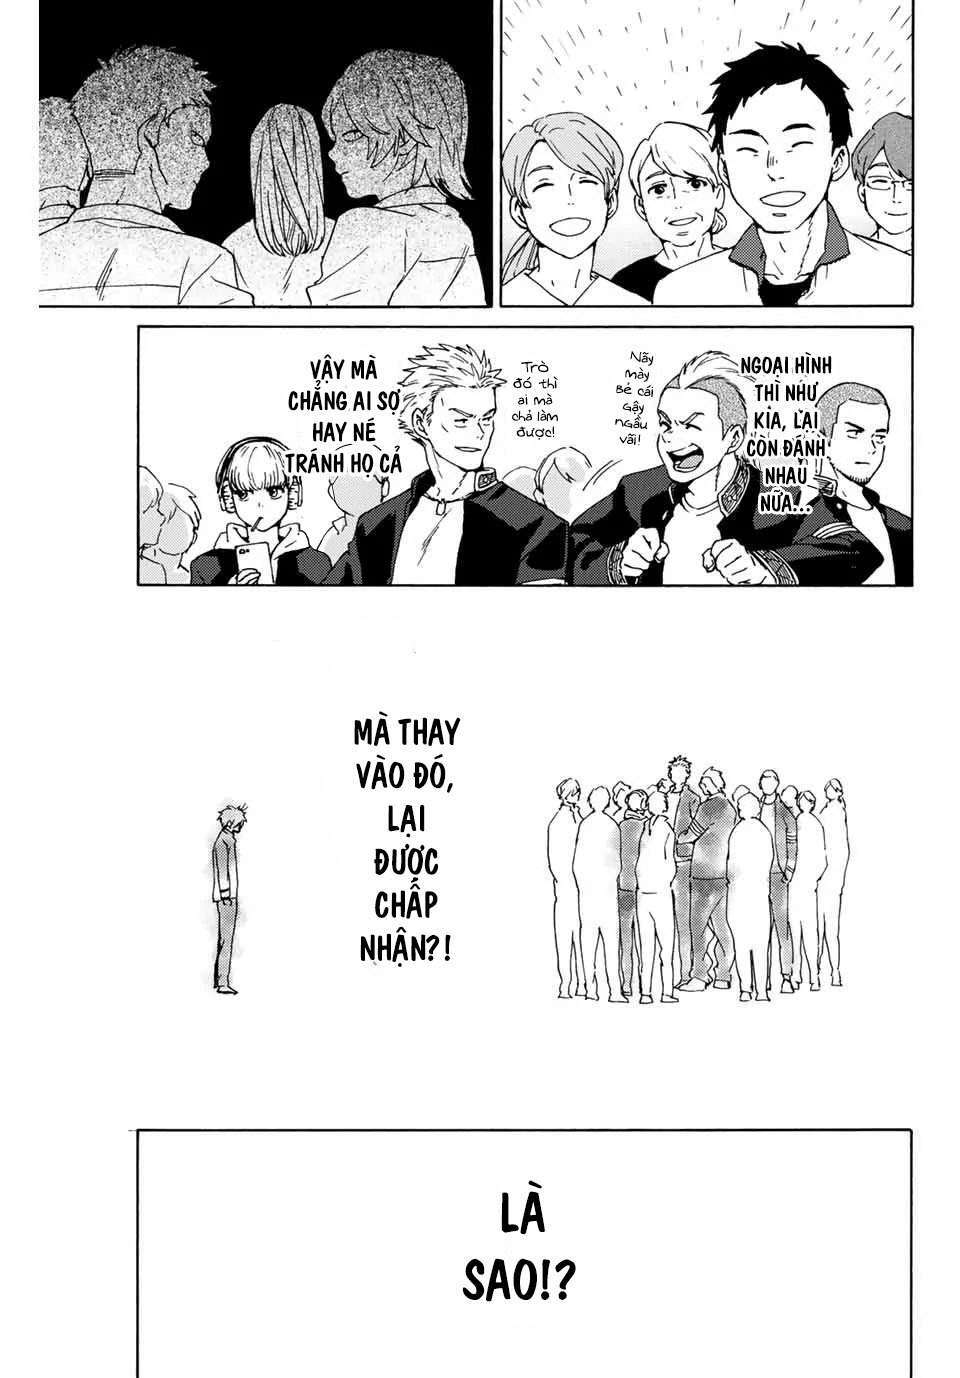 NGOẠI HÌNH
THÌ NHƯ
KÌA, LẠI
CÒN ĐÁNH
NHAU
NỮA...
Nãy
mày
Bẻ cái
Gậy
ngầu
vãi!
Trò
đó thì
ai mà
chả làm
được!
VẬY MÀ
CHẲNG AI SỢ
HAY NÉ
TRÁNH HỌ CẢ
MÀ THAY
VÀO ĐÓ,
LẠI
ĐƯỢC
CHẤP
NHẬN?!
LÀ
SAO!?